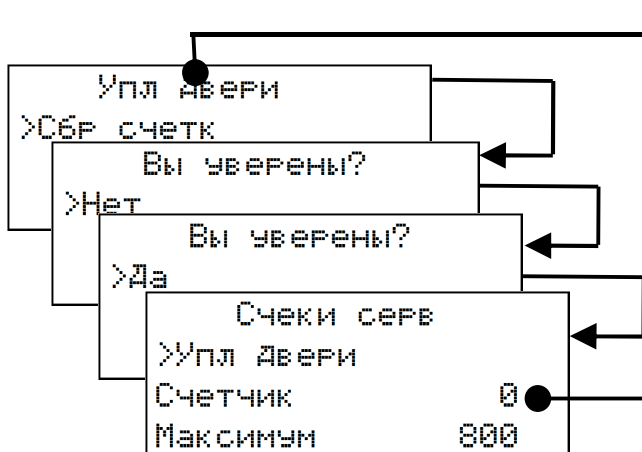 Упл Двери
>Сбр счетк
Вы уверены?
>Нет
Вы уверены?
>Да
Счеки серв
>Упл Двери
Счетчик 0
Максимум 800